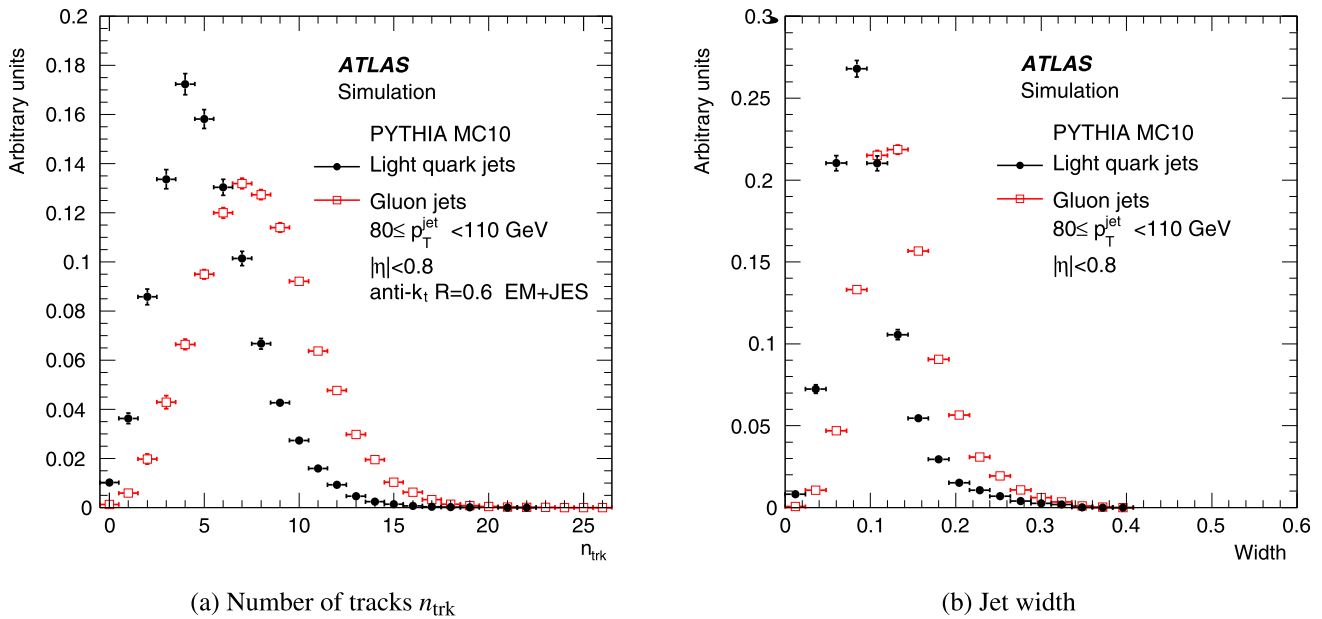 Arbitrary units
0.2
0.18
0.16
0.14
0.12
0.1
0.08
0.06
0.04
0.02
0
0 5 10 15 20 25
n_trk
ATLAS
Simulation
PYTHIA MC10
Light quark jets
Gluon jets
80≤ p_T^jet <110 GeV
|η|<0.8
anti-k_t R=0.6 EM+JES
(a) Number of tracks n_trk
Arbitrary units
0.3
0.25
0.2
0.15
0.1
0.05
0
0 0.1 0.2 0.3 0.4 0.5 0.6
Width
ATLAS
Simulation
PYTHIA MC10
Light quark jets
Gluon jets
80≤ p_T^jet <110 GeV
|η|<0.8
(b) Jet width